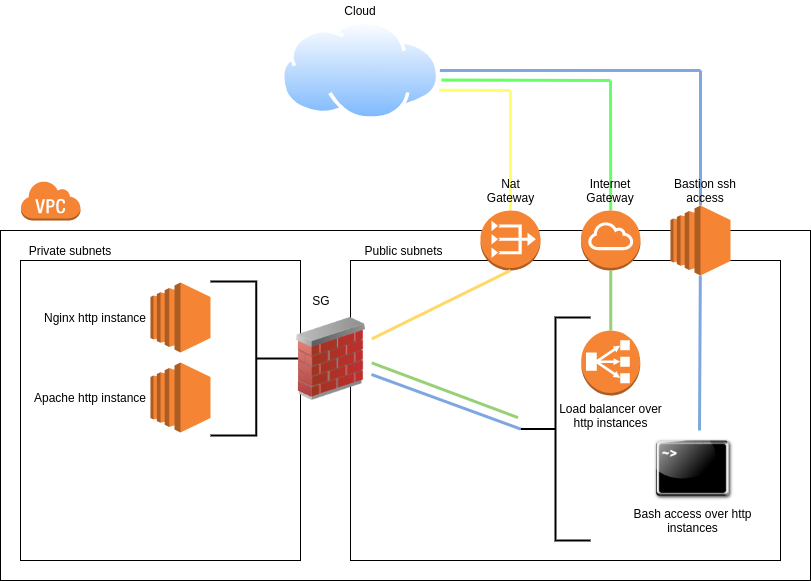 Cloud
Nat
Gateway
Internet
Gateway
Bastion ssh
access
VPC
Private subnets
Public subnets
SG
Nginx http instance
Apache http instance
Load balancer over
http instances
~>
Bash access over http
instances